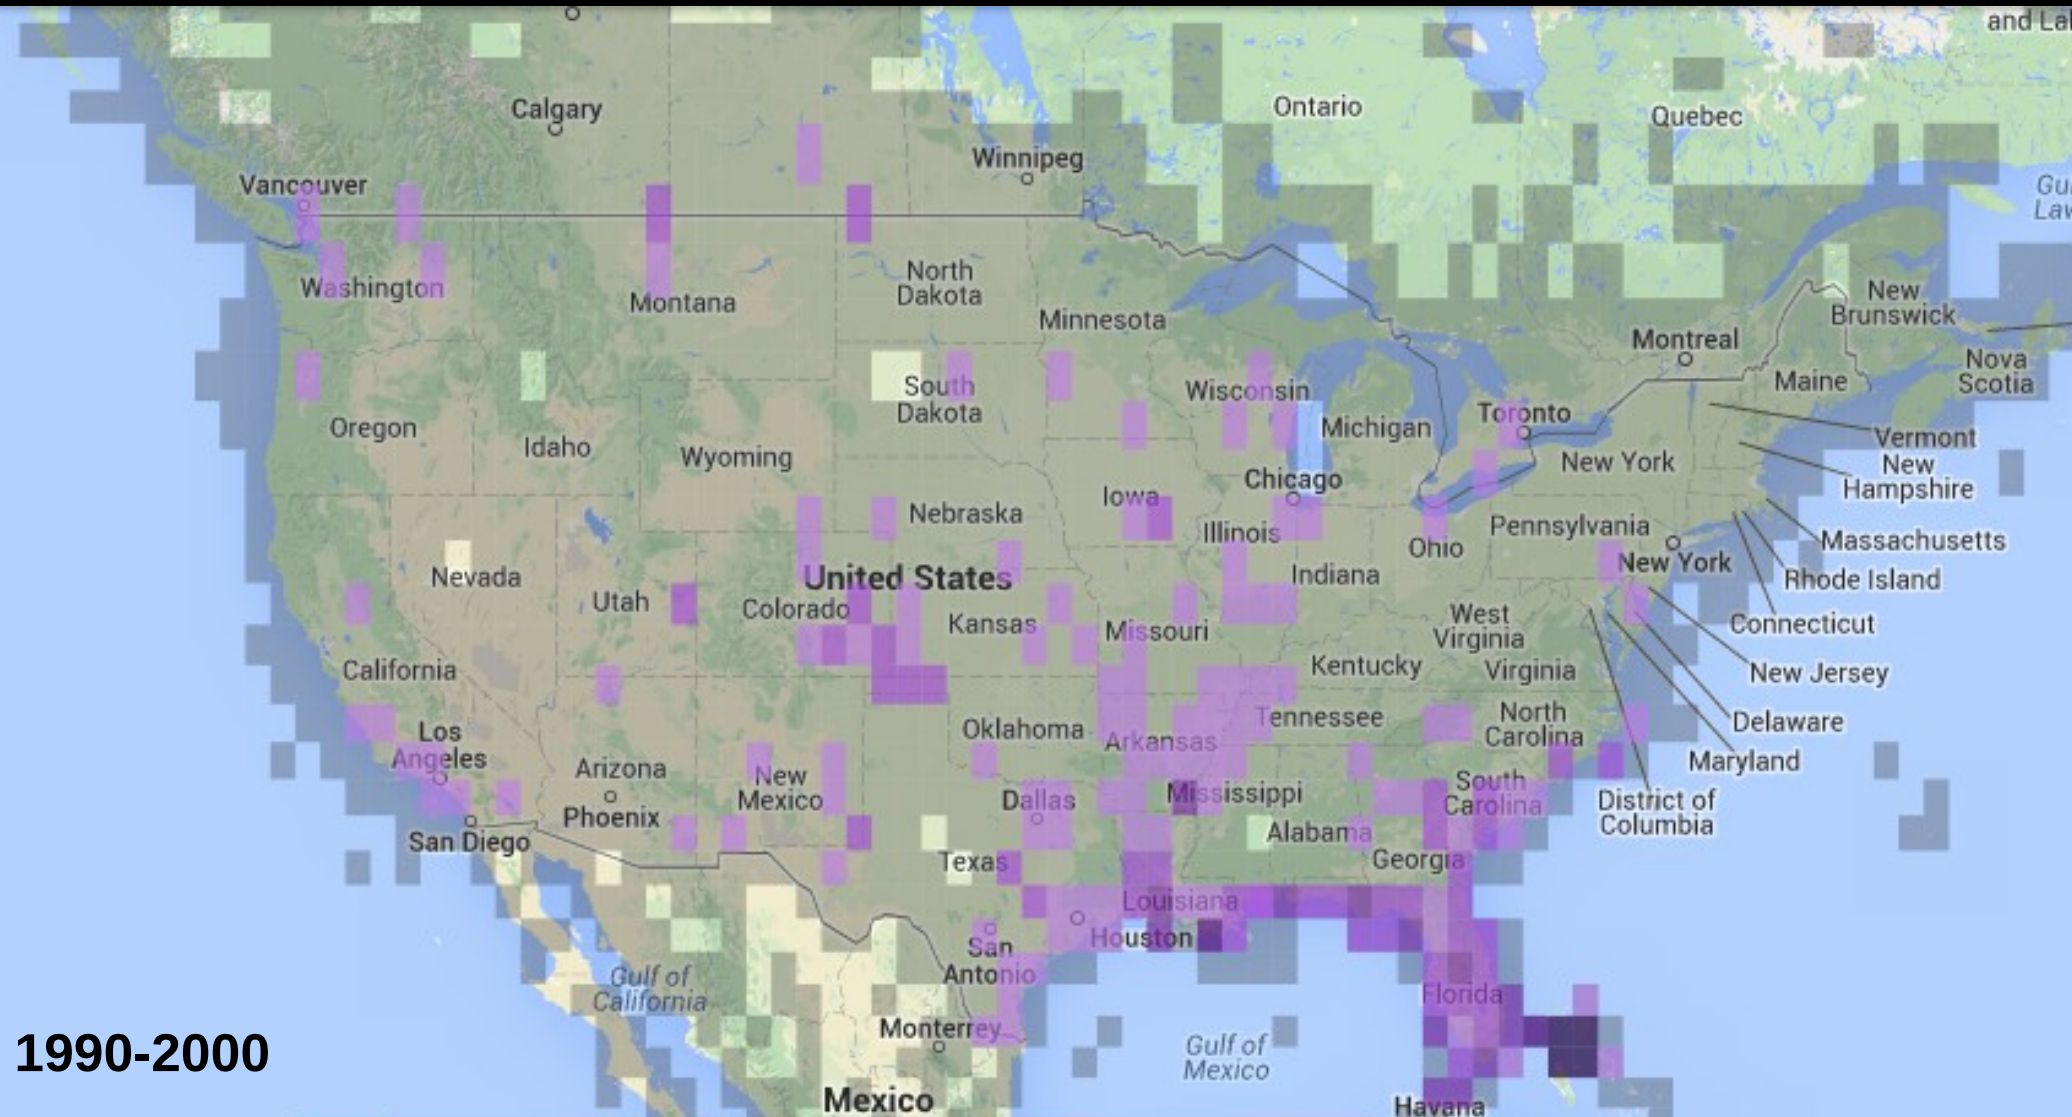 and Lal
Calgary
Ontario
Quebec
Winnipeg
Vancouver
Gu
Law
Washington
Montana
North
Dakota
Minnesota
New
Brunswick
Montreal
Nova
Scotia
Maine
South
Dakota
Wisconsin
Michigan
Toronto
Oregon
Idaho
Wyoming
Vermont
New York
New
Hampshire
Chicago
Iowa
Nebraska
Illinois
Ohio
Pennsylvania
Massachusetts
New York
Nevada
United States
Indiana
Rhode Island
Utah
Colorado
Kansas
Missouri
West
Virginia
Connecticut
California
Kentucky
Virginia
New Jersey
Los
Angeles
Oklahoma
Arkansas
Tennessee
North
Carolina
Delaware
Maryland
Arizona
New
Mexico
Phoenix
Dallas
Mississippi
South
Carolina
District of
Columbia
San Diego
Alabama
Texas
Georgia
Louisiana
Houston
San
Antonio
Gulf of
California
Florida
Monterrey
Gulf of
Mexico
1990-2000
Mexico
Havana